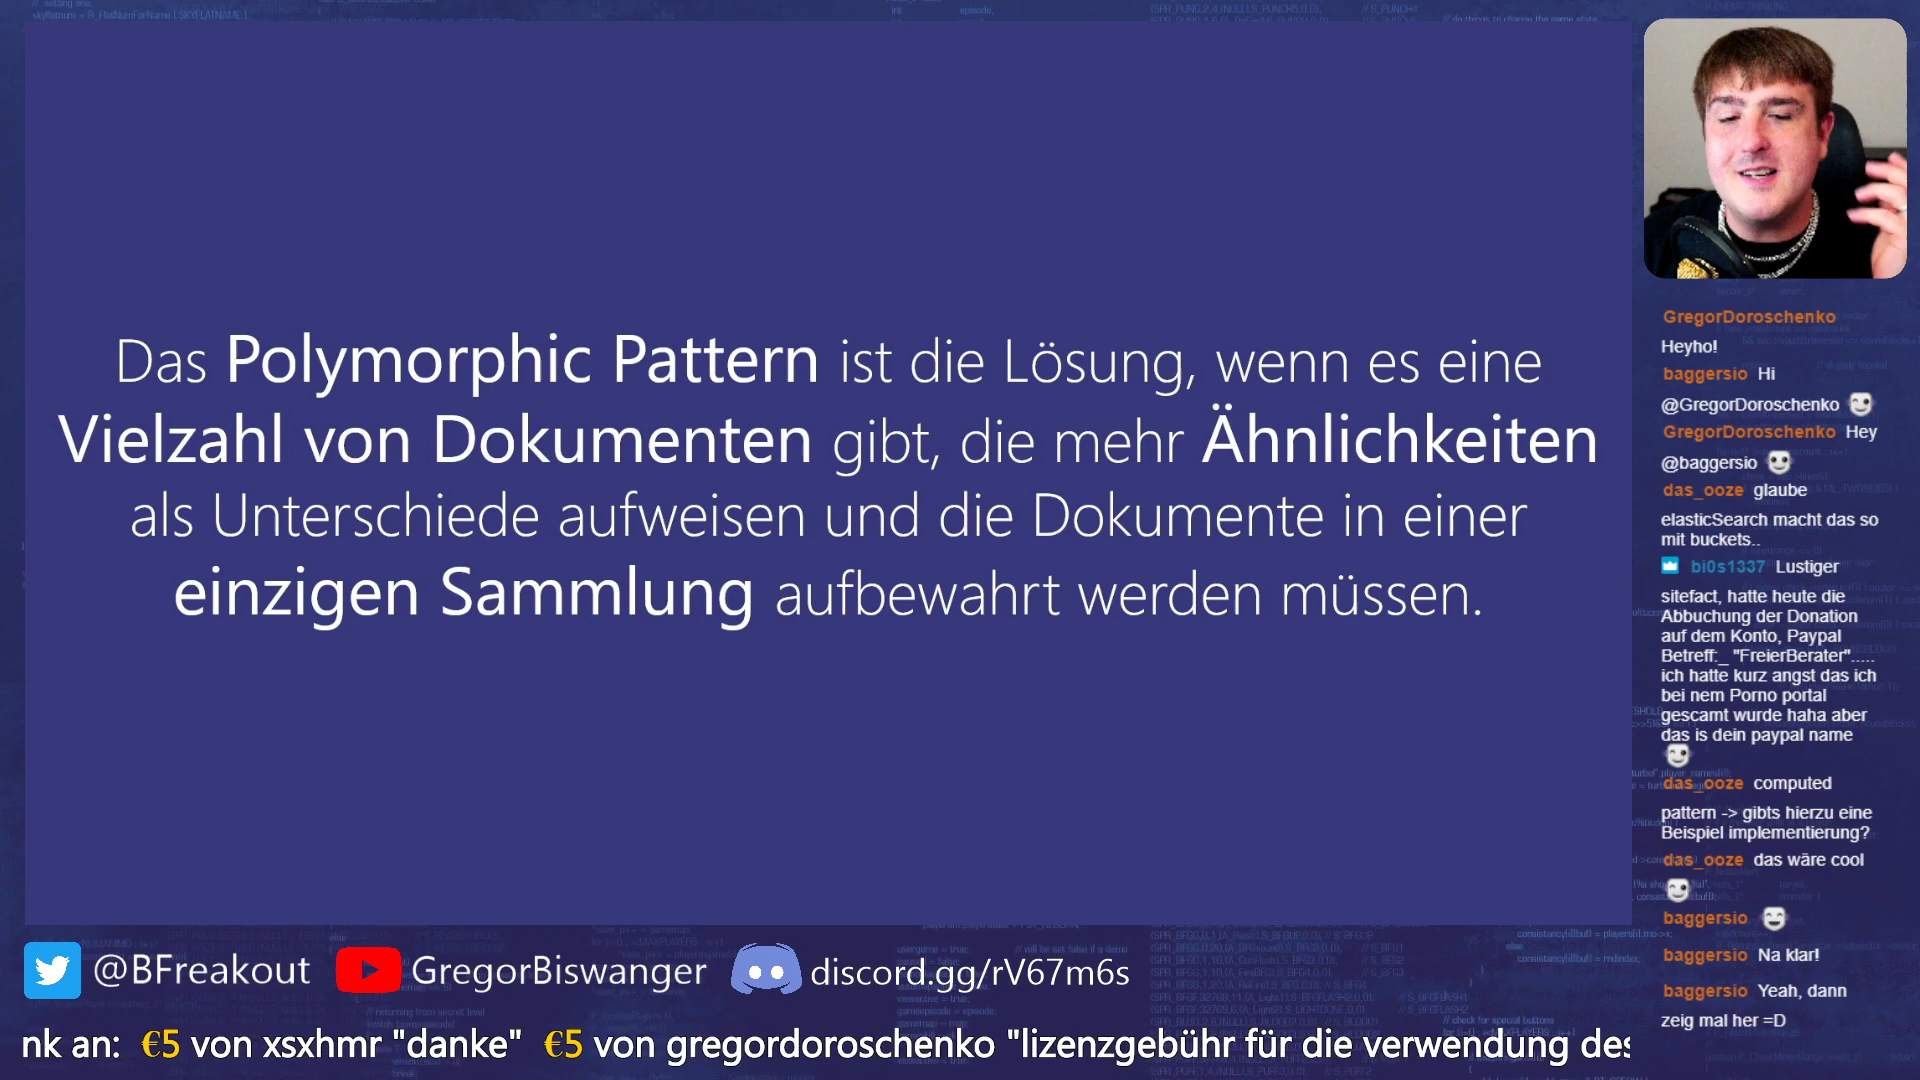 Das Polymorphic Pattern ist die Lösung, wenn es eine
Vielzahl von Dokumenten gibt, die mehr Ähnlichkeiten
als Unterschiede aufweisen und die Dokumente in einer
einzigen Sammlung aufbewahrt werden müssen.
GregorDoroschenko
Heyho!
baggersio Hi
@GregorDoroschenko
GregorDoroschenko Hey
@baggersio
das_ooze glaube
elasticSearch macht das so
mit buckets..
bi0s1337 Lustiger
sitefact, hatte heute die
Abbuchung der Donation
auf dem Konto, Paypal
Betreff:_ "FreierBerater".....
ich hatte kurz angst das ich
bei nem Porno portal
gescamt wurde haha aber
das is dein paypal name
das_ooze computed
pattern -> gibts hierzu eine
Beispiel implementierung?
das_ooze das wäre cool
baggersio
baggersio Na klar!
baggersio Yeah, dann
zeig mal her =D
@BFreakout GregorBiswanger discord.gg/rV67m6s
nk an: €5 von xsxhmr "danke" €5 von gregordoroschenko "lizenzgebühr für die verwendung des